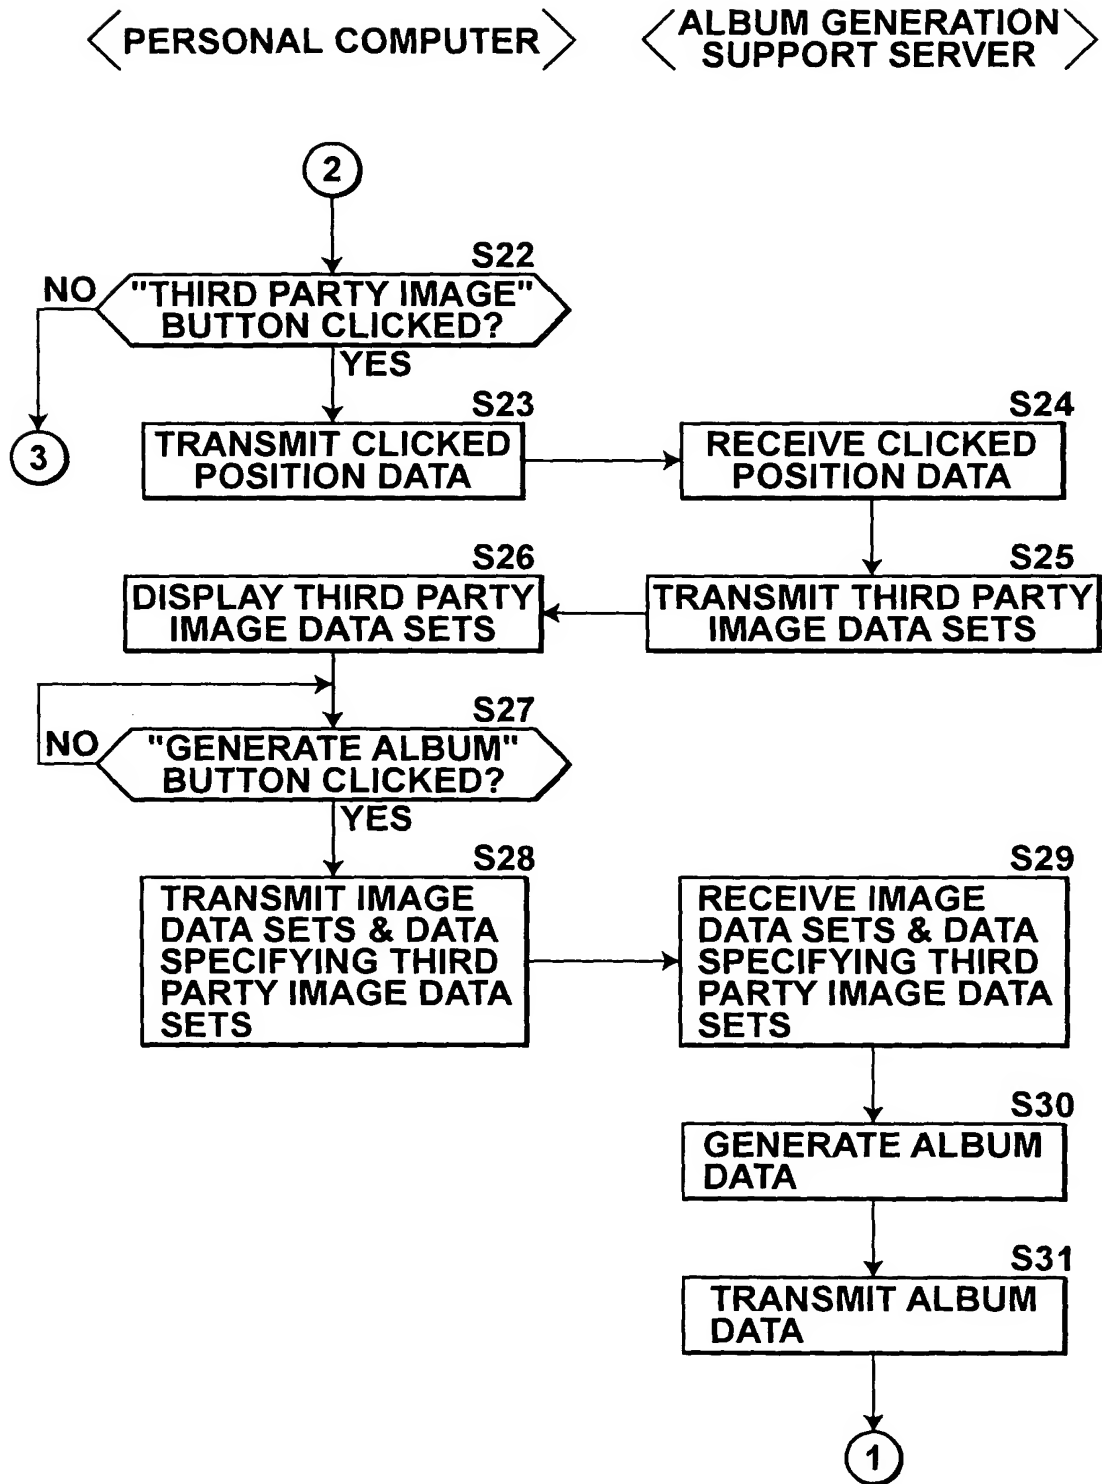 PERSONAL COMPUTER
ALBUM GENERATION
SUPPORT SERVER
2
S22
NO
"THIRD PARTY IMAGE"
BUTTON CLICKED?
YES
3
S23
TRANSMIT CLICKED
POSITION DATA
S24
RECEIVE CLICKED
POSITION DATA
S26
DISPLAY THIRD PARTY
IMAGE DATA SETS
S25
TRANSMIT THIRD PARTY
IMAGE DATA SETS
S27
NO
"GENERATE ALBUM"
BUTTON CLICKED?
YES
S28
TRANSMIT IMAGE
DATA SETS & DATA
SPECIFYING THIRD
PARTY IMAGE DATA
SETS
S29
RECEIVE IMAGE
DATA SETS & DATA
SPECIFYING THIRD
PARTY IMAGE DATA
SETS
S30
GENERATE ALBUM
DATA
S31
TRANSMIT ALBUM
DATA
1